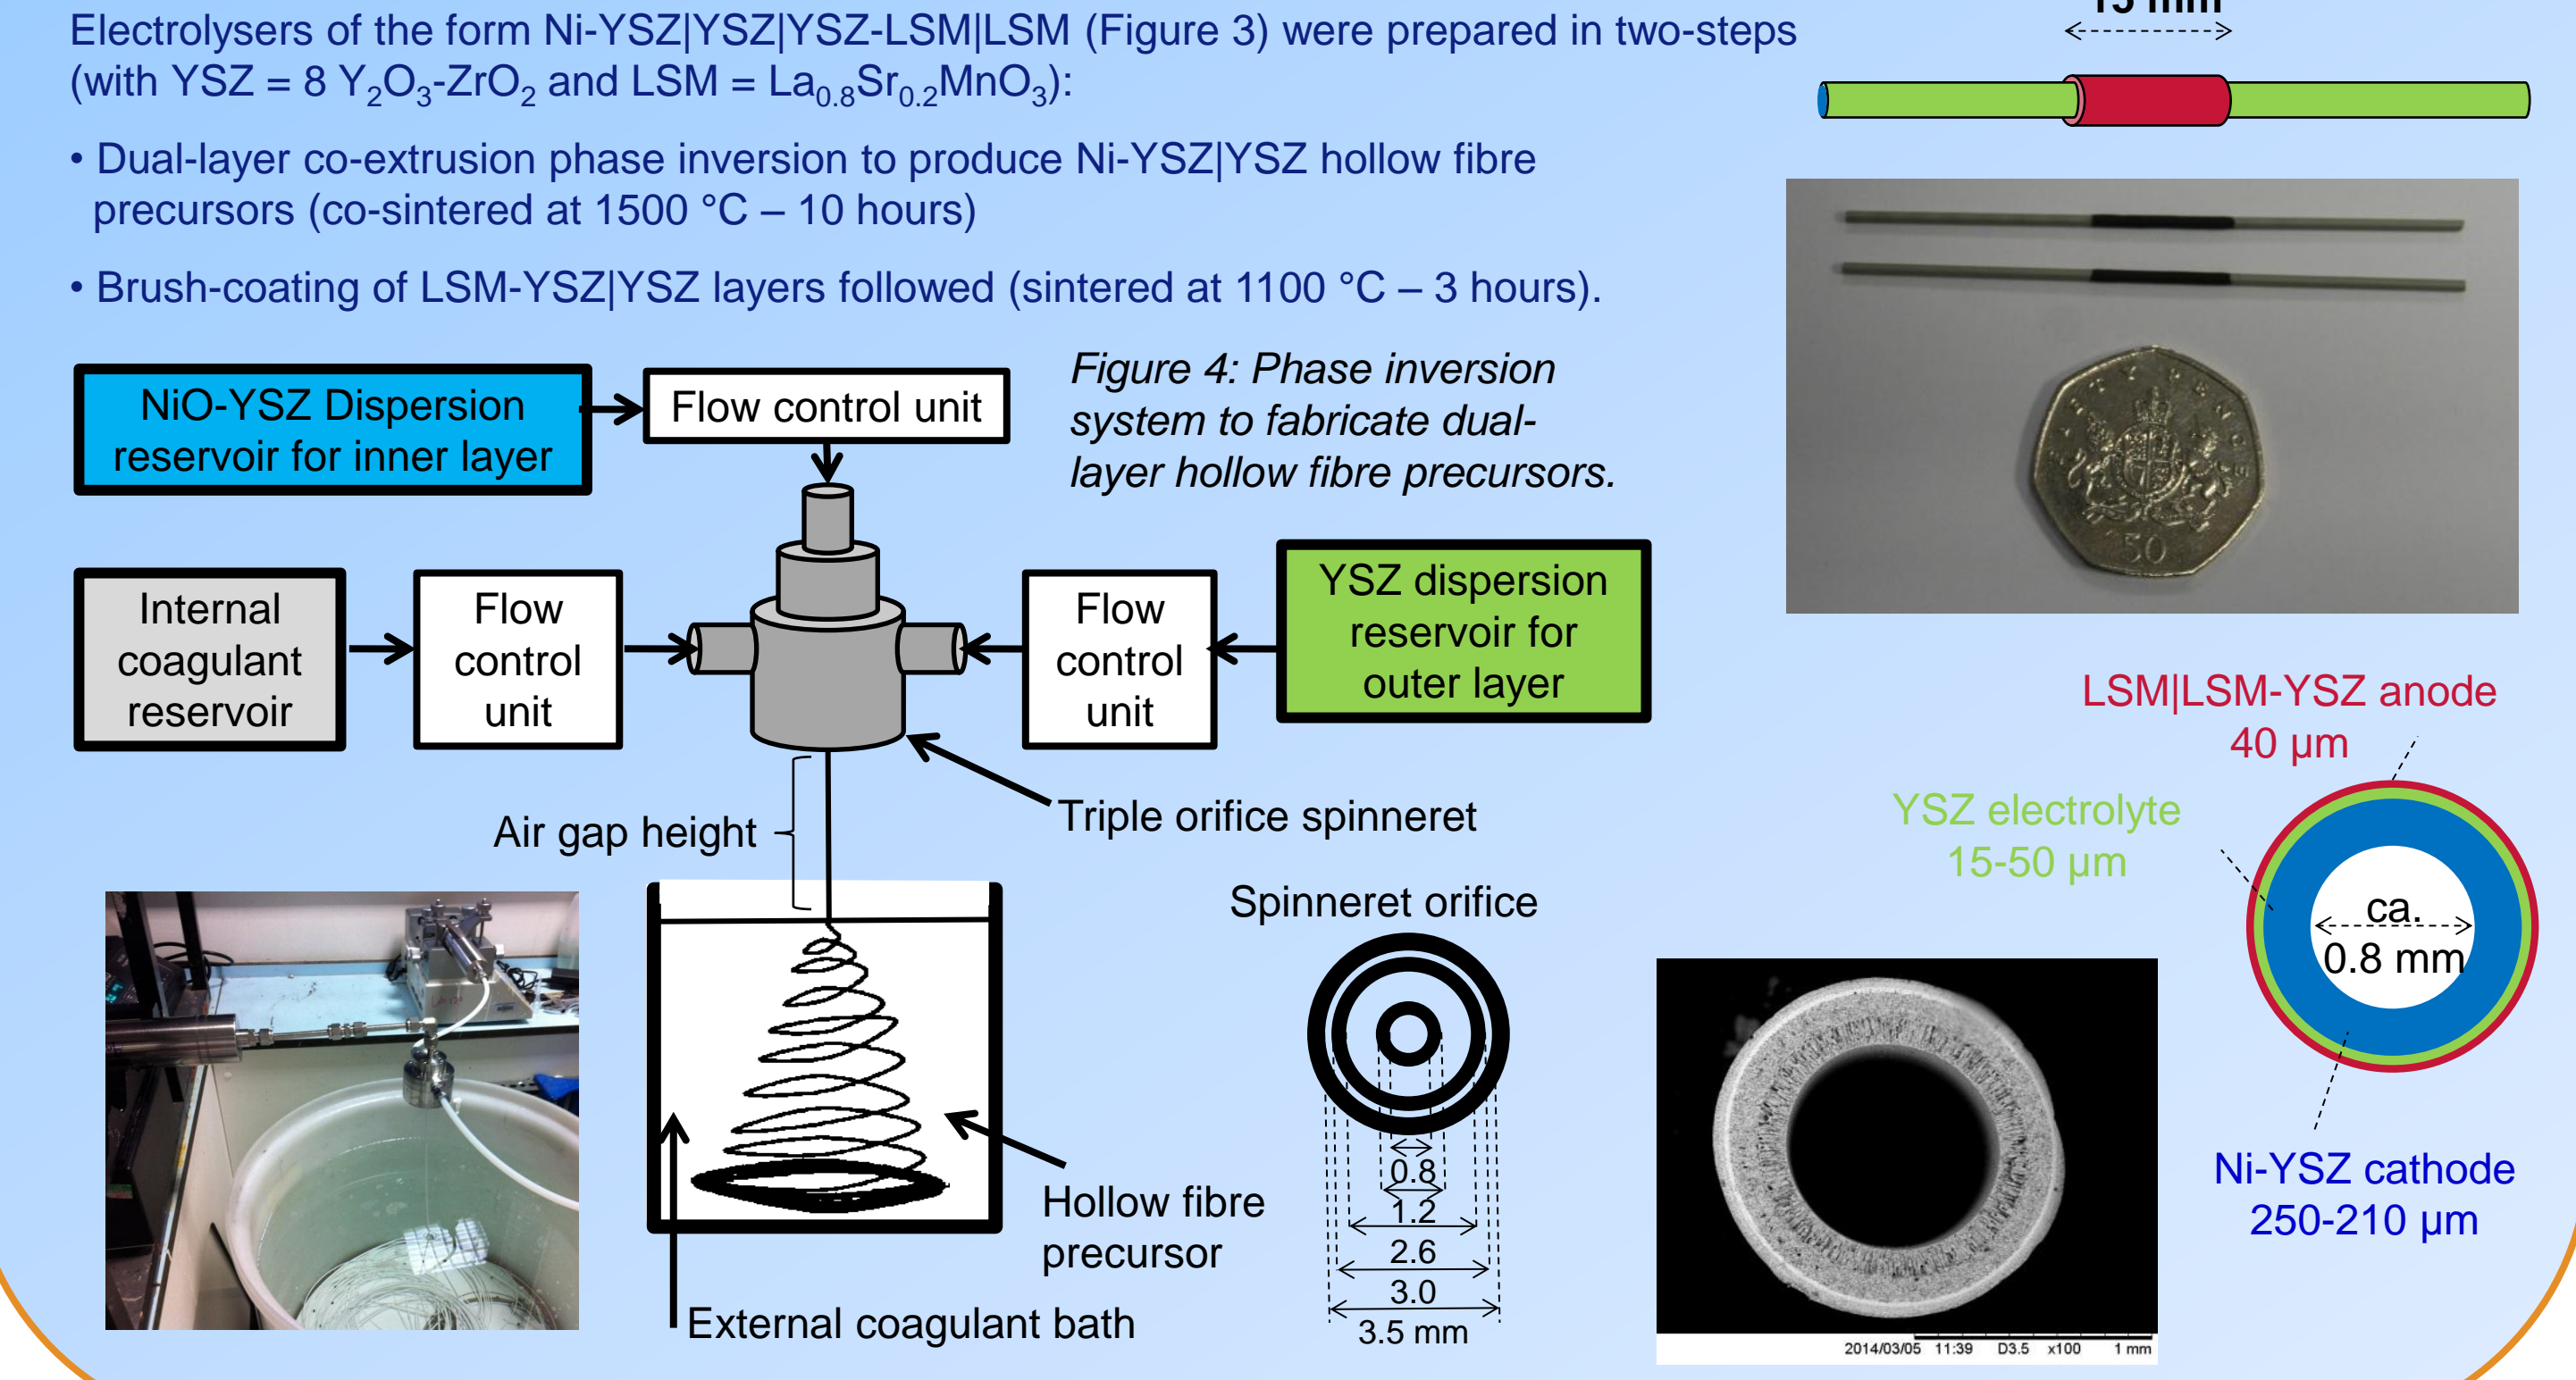 Electrolysers of the form Ni-YSZ|YSZ|YSZ-LSM|LSM (Figure 3) were prepared in two-steps
(with YSZ = 8 Y₂O₃-ZrO₂ and LSM = La₀.₈Sr₀.₂MnO₃):
• Dual-layer co-extrusion phase inversion to produce Ni-YSZ|YSZ hollow fibre
precursors (co-sintered at 1500 °C – 10 hours)
• Brush-coating of LSM-YSZ|YSZ layers followed (sintered at 1100 °C – 3 hours).
15 mm
NiO-YSZ Dispersion
reservoir for inner layer
Flow control unit
Figure 4: Phase inversion
system to fabricate dual-
layer hollow fibre precursors.
Internal
coagulant
reservoir
Flow
control
unit
Flow
control
unit
YSZ dispersion
reservoir for
outer layer
Air gap height
Triple orifice spinneret
Spinneret orifice
0.8
1.2
2.6
3.0
3.5 mm
Hollow fibre
precursor
External coagulant bath
50
LSM|LSM-YSZ anode
40 µm
YSZ electrolyte
15-50 µm
ca.
0.8 mm
Ni-YSZ cathode
250-210 µm
2014/03/05 11:39 D3.5 x100 1 mm